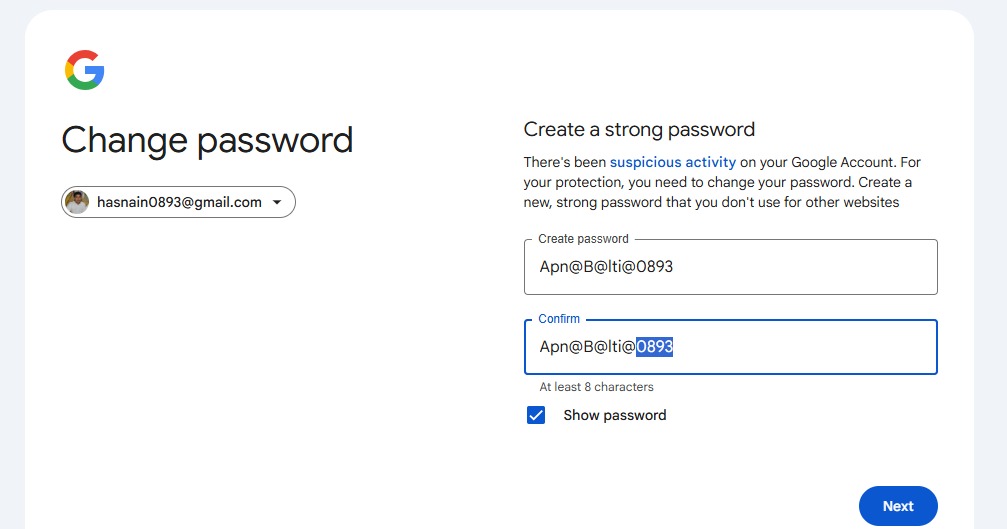 Change password
hasnain0893@gmail.com
Create a strong password
There's been suspicious activity on your Google Account. For
your protection, you need to change your password. Create a
new, strong password that you don't use for other websites
Create password
Apn@B@lti@0893
Confirm
Apn@B@lti@0893
At least 8 characters
Show password
Next